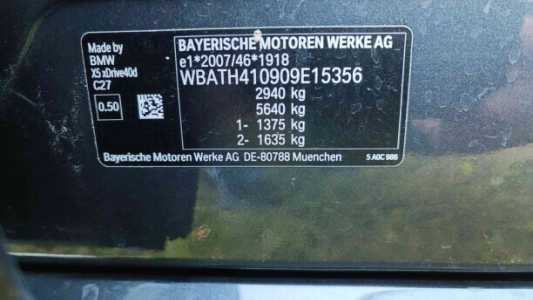 Made by
BMW
X5 xDrive40d
C27
0.50
BAYERISCHE MOTOREN WERKE AG
e1*2007/46*1918
WBATH410909E15356
2940 kg
5640 kg
1- 1375 kg
2- 1635 kg
Bayerische Motoren Werke AG DE-80788 Muenchen